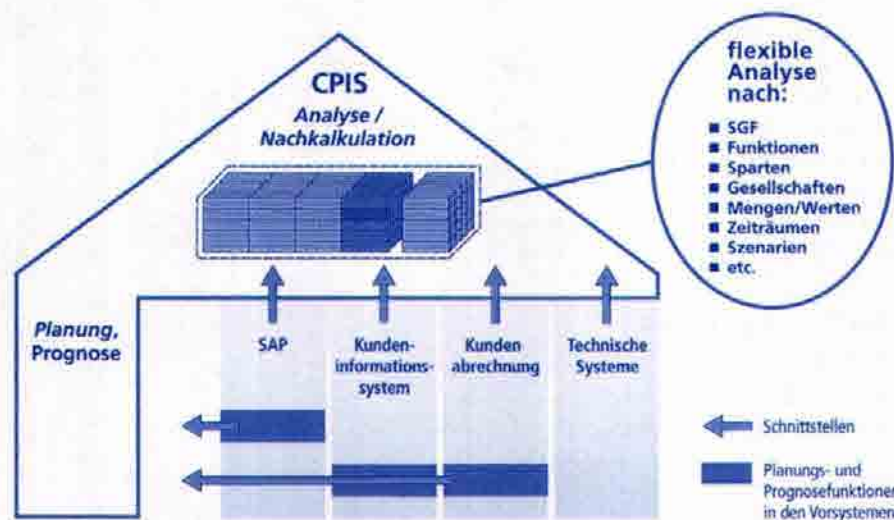 CPIS
Analyse /
Nachkalkulation
flexible
Analyse
nach:
SGF
Funktionen
Sparten
Gesellschaften
Mengen/Werten
Zeiträumen
Szenarien
etc.
Planung,
Prognose
SAP
Kunden-
informations-
system
Kunden
abrechnung
Technische
Systeme
Schnittstellen
Planungs- und
Prognosefunktionen
in den Vorsystemen